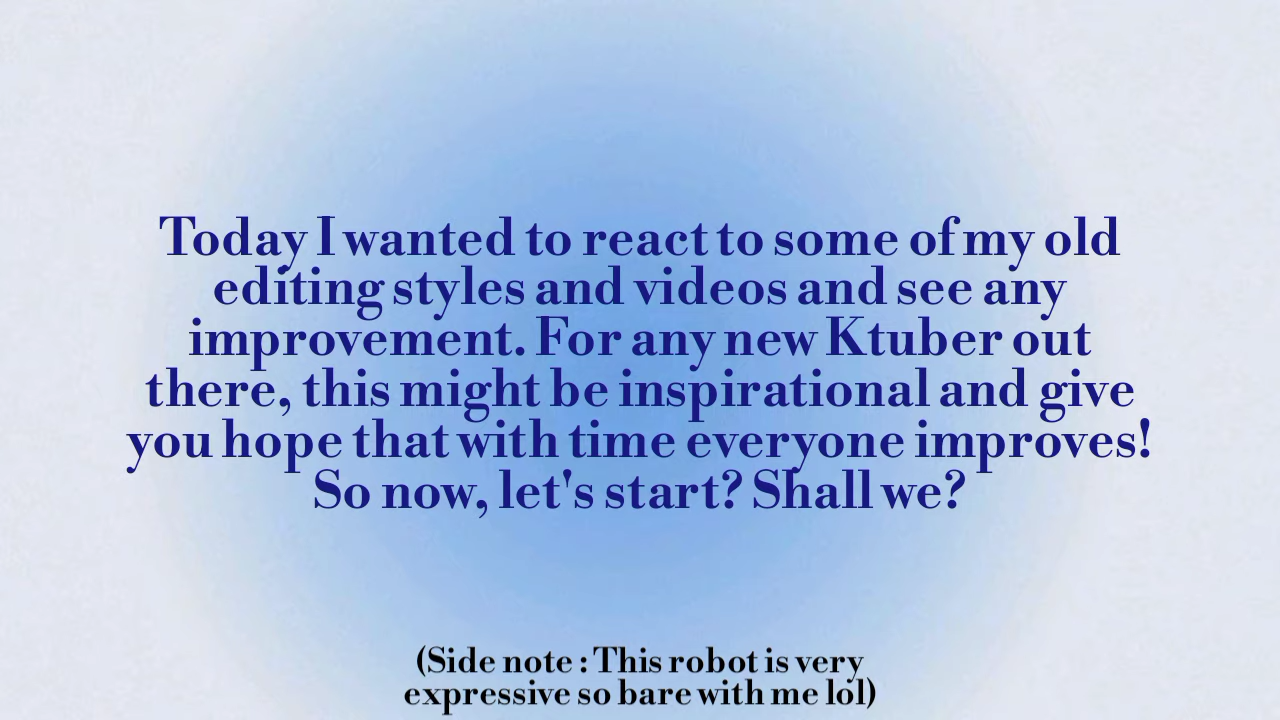 Today I wanted to react to some of my old
editing styles and videos and see any
improvement. For any new Ktuber out
there, this might be inspirational and give
you hope that with time everyone improves!
So now, let's start? Shall we?
(Side note : This robot is very
expressive so bare with me lol)